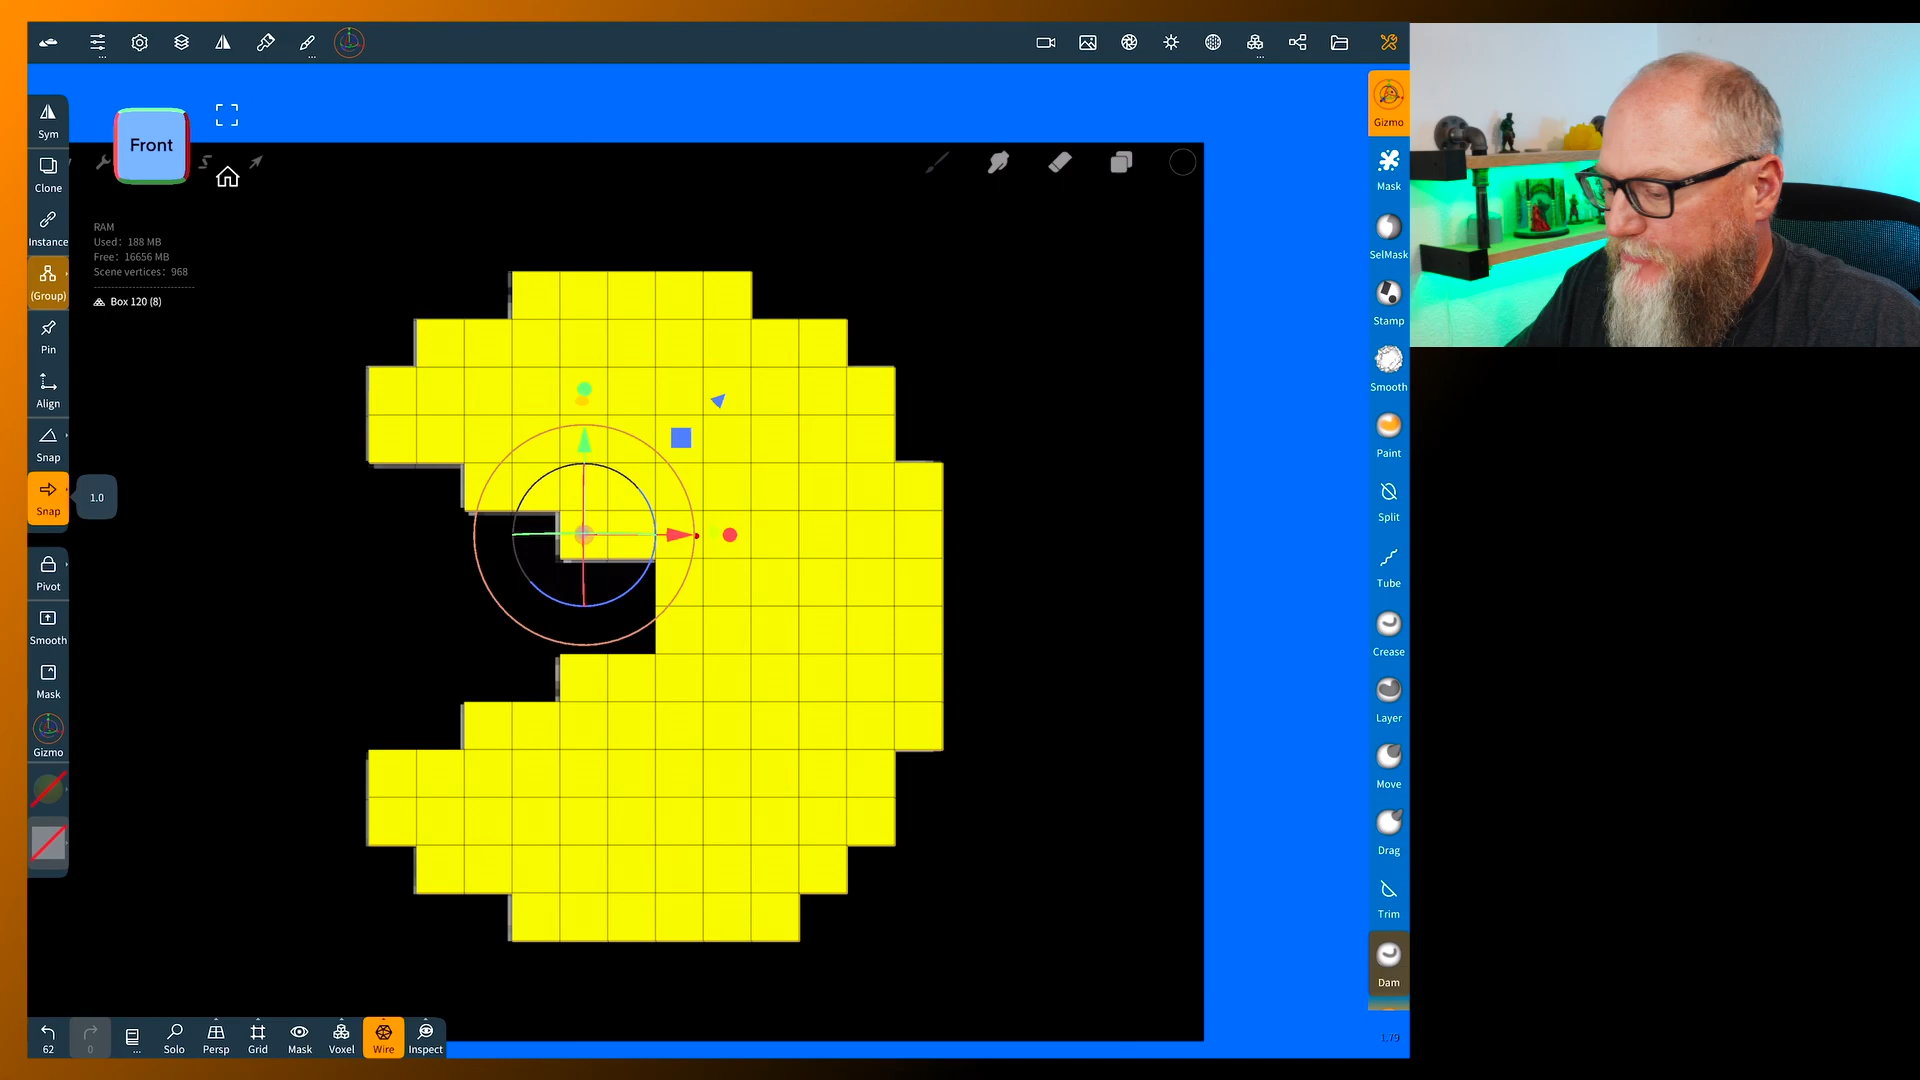 Sym
Front
Gizmo
Clone
Mask
Instance
RAM
Used: 188 MB
Free: 16656 MB
Scene vertices: 968
SelMask
(Group)
Box 120 (8)
Stamp
Pin
Smooth
Align
Snap
Paint
1.0
Snap
Split
Pivot
Tube
Smooth
Crease
Mask
Layer
Gizmo
Move
Drag
Trim
Dam
62
0
Solo
Persp
Grid
Mask
Voxel
Wire
Inspect
1.79